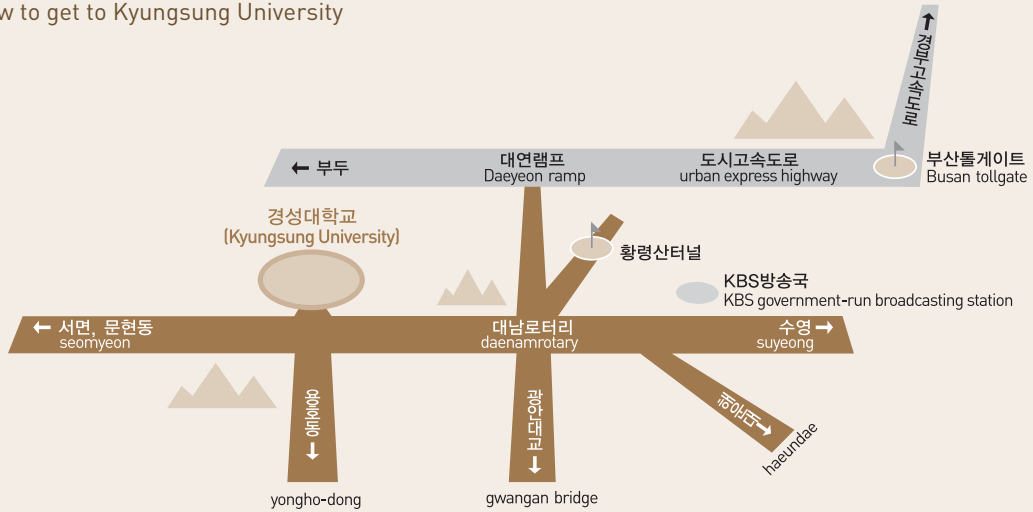 w to get to Kyungsung University
경부고속도로
← 부두
대연램프
Daeyeon ramp
도시고속도로
urban express highway
부산톨게이트
Busan tollgate
경성대학교
(Kyungsung University)
황령산터널
KBS방송국
KBS government-run broadcasting station
← 서면, 문현동
seomyeon
대남로터리
daenamrotary
수영→
suyeong
용호동
yongho-dong
광안대교
gwangan bridge
haeundae